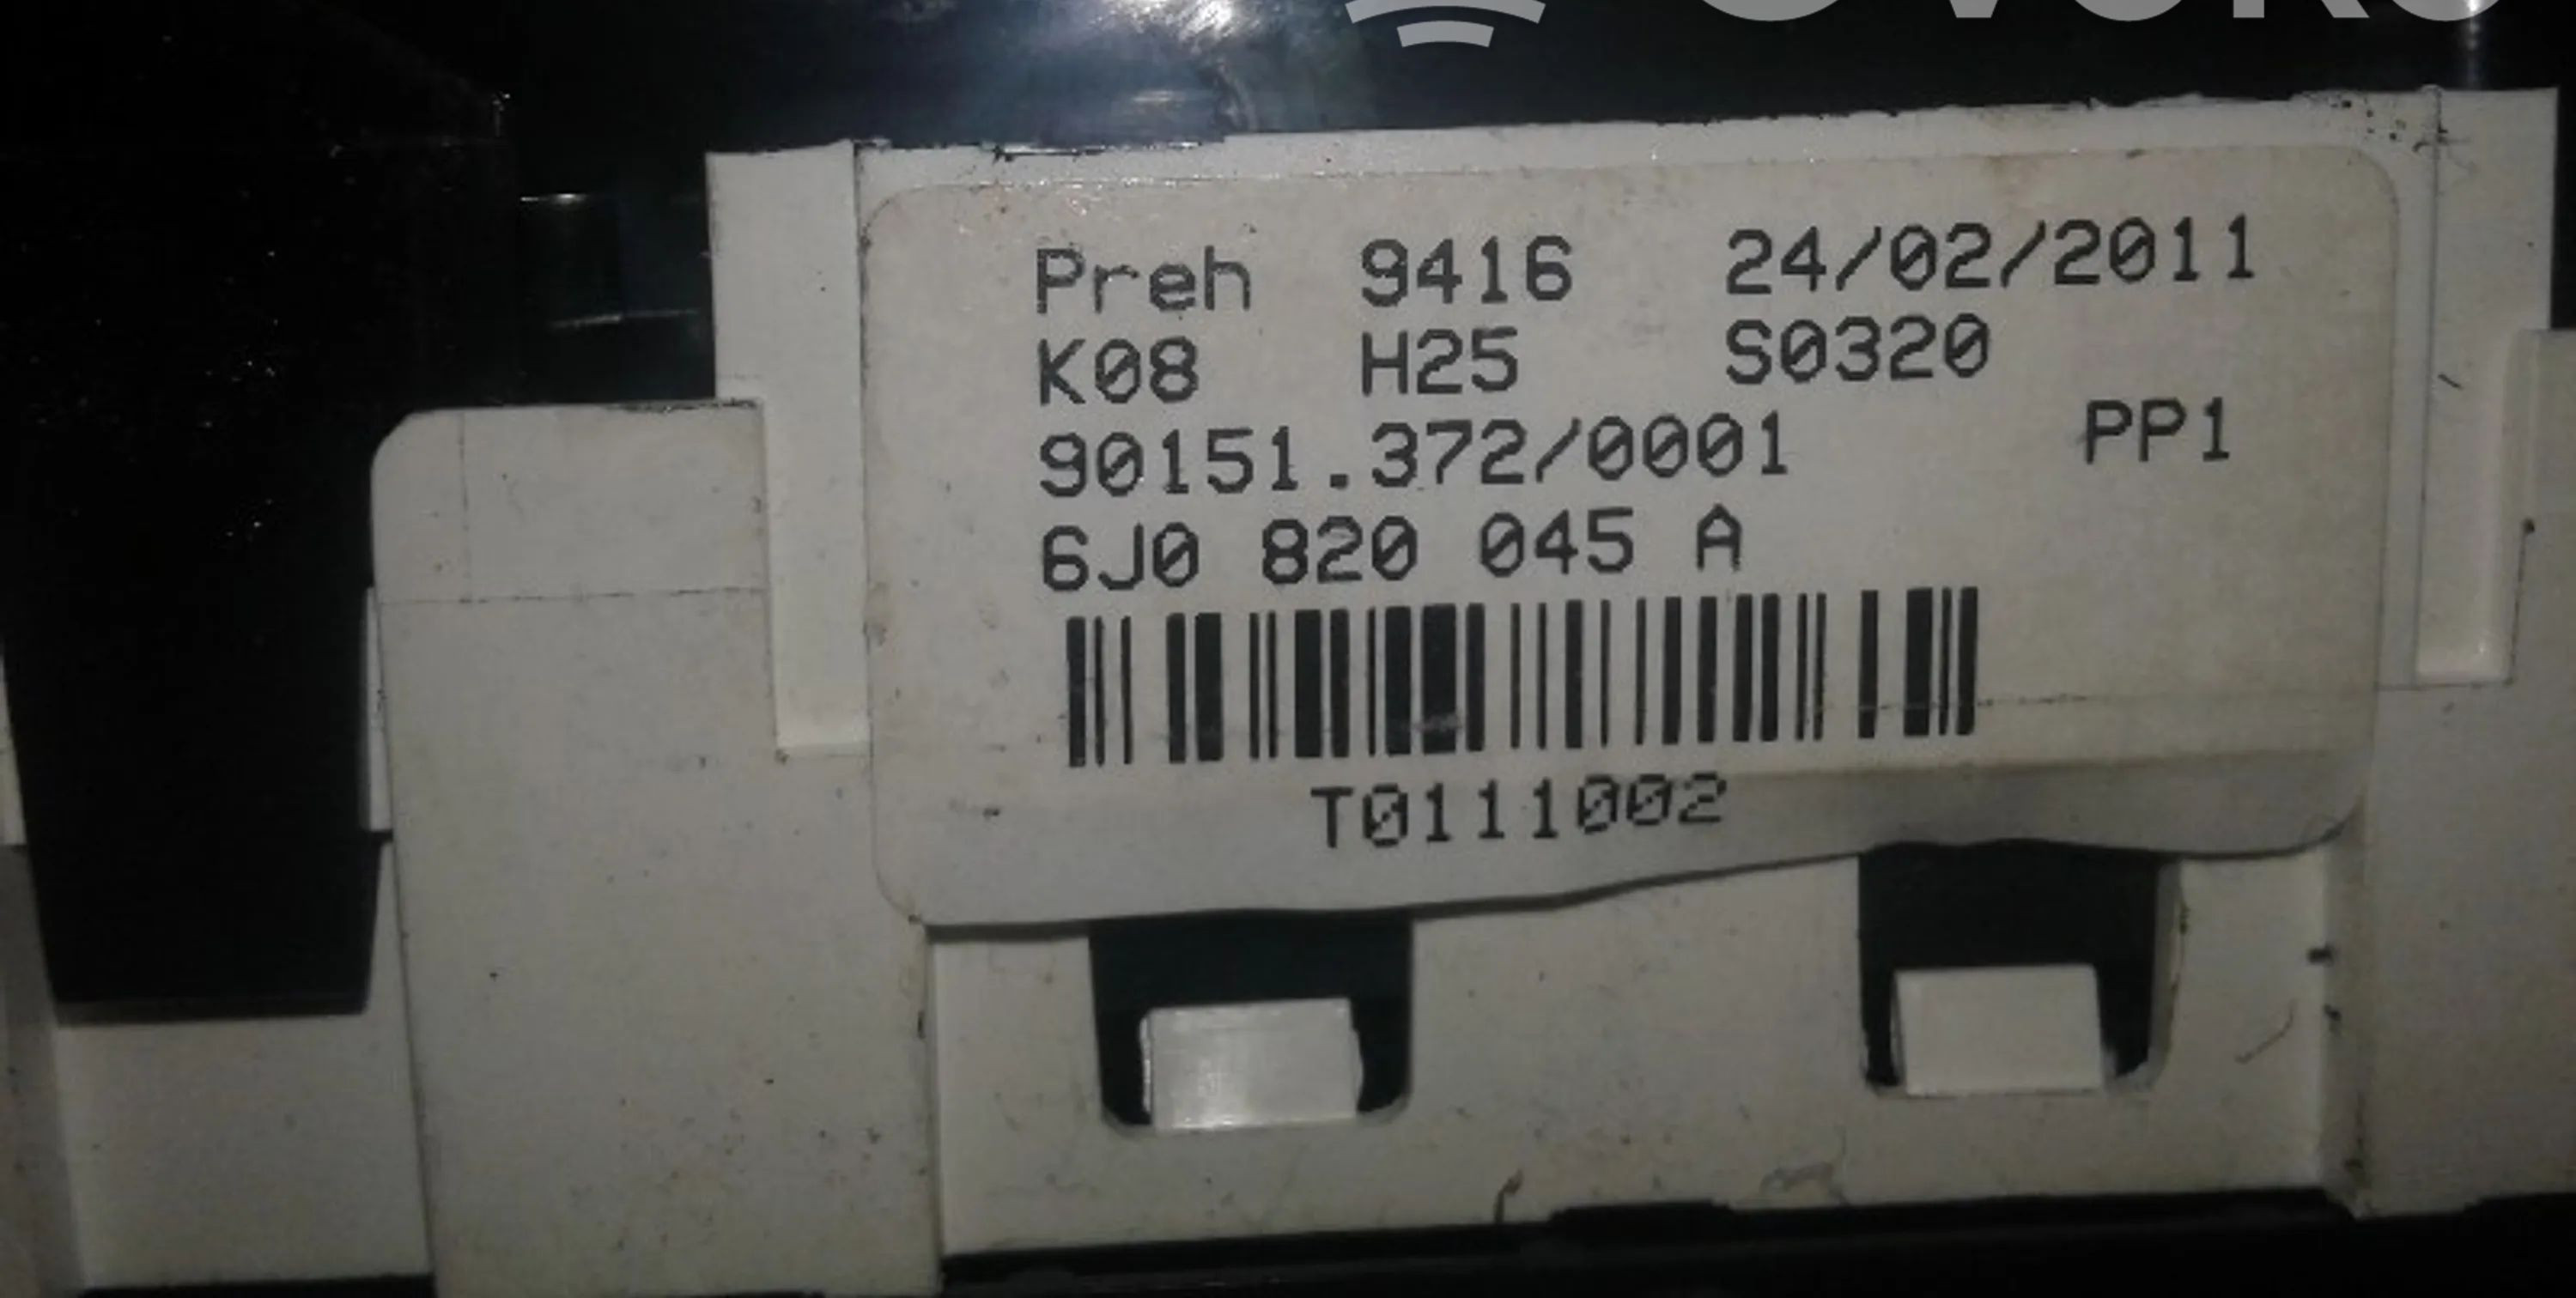 Preh 9416 24/02/2011
K08 H25 S0320
90151.372/0001 PP1
6J0 820 045 A
T0111002